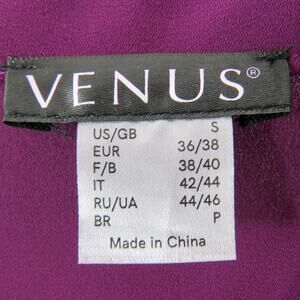 VENUS®
US/GB S
EUR 36/38
F/B 38/40
IT 42/44
RU/UA 44/46
BR P
Made in China